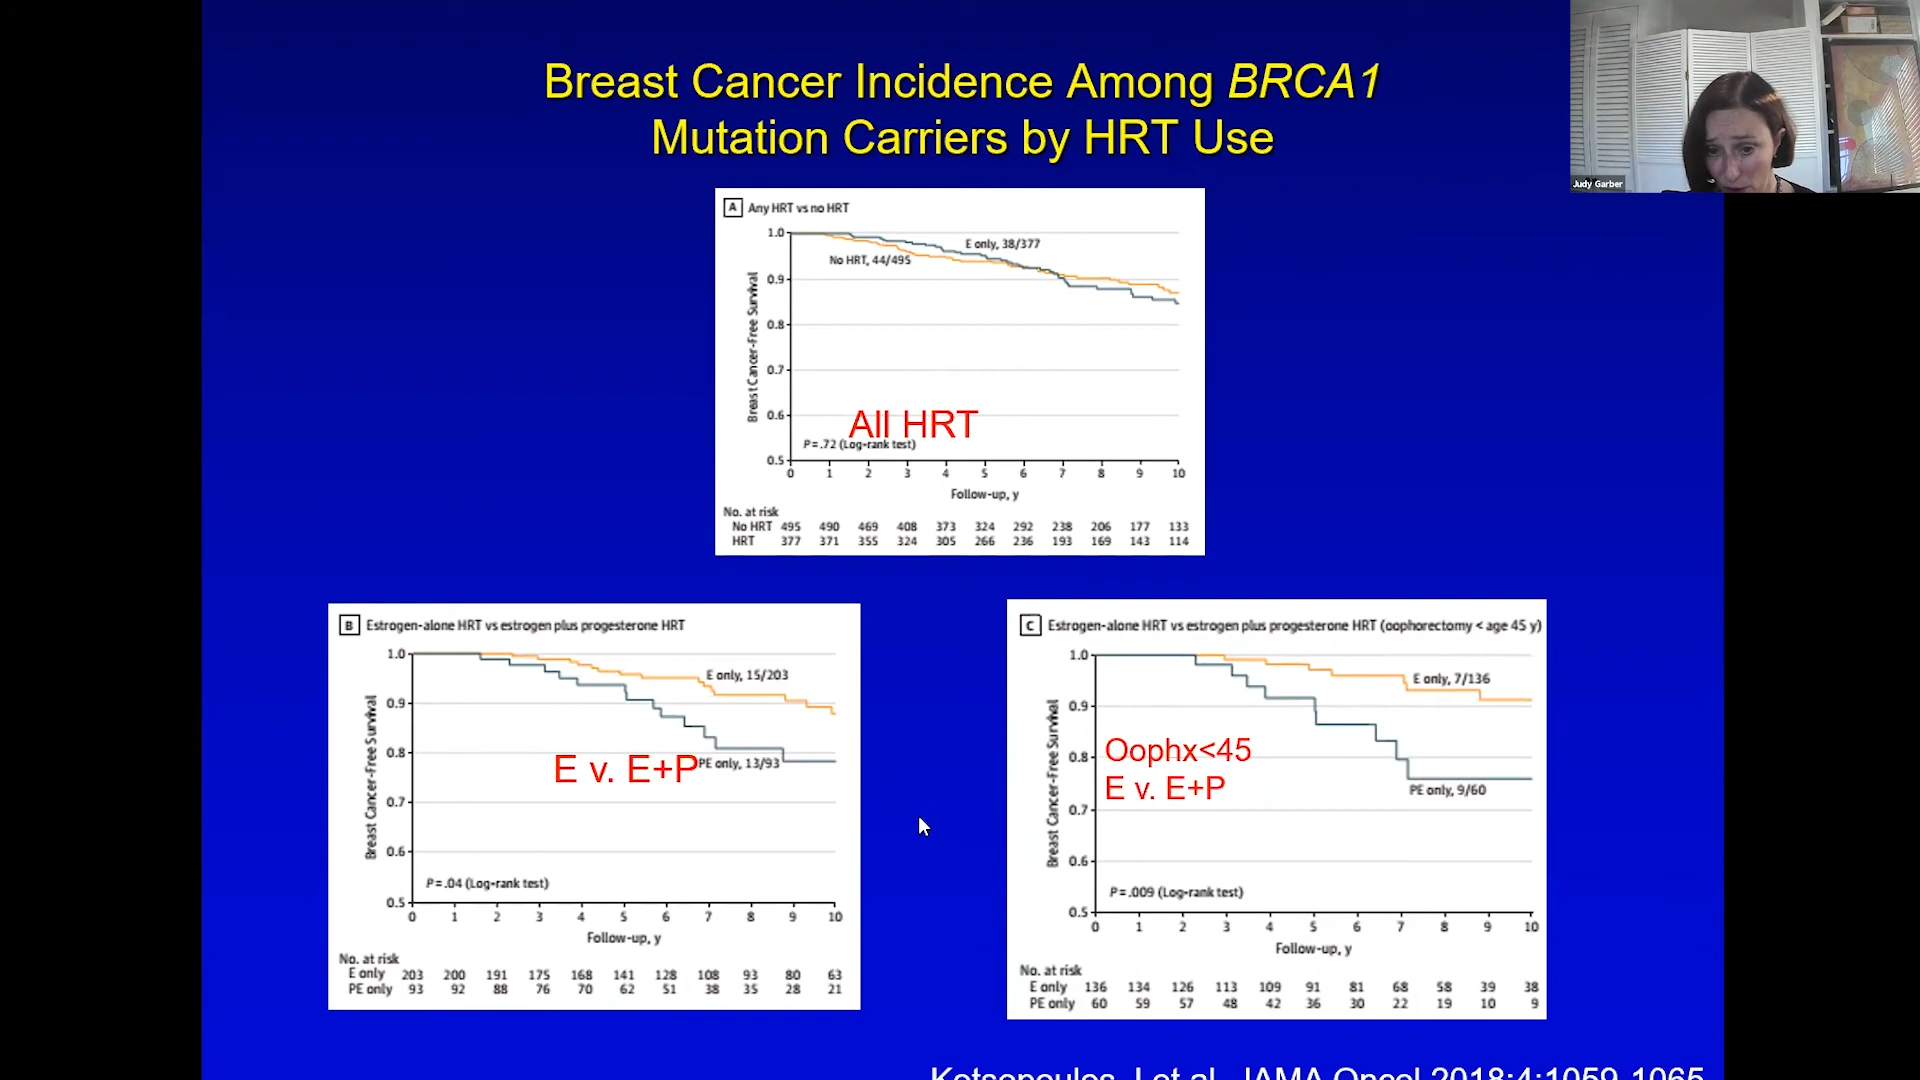 Breast Cancer Incidence Among BRCA1
Mutation Carriers by HRT Use
Judy Garber
A Any HRT vs no HRT
1.0
0.9
0.8
0.7
0.6
0.5
Breast Cancer-Free Survival
E only, 38/377
No HRT, 44/495
All HRT
P=.72 (Log-rank test)
0 1 2 3 4 5 6 7 8 9 10
Follow-up, y
No. at risk
No HRT 495 490 469 408 373 324 292 238 206 177 133
HRT 377 371 355 324 305 266 236 193 169 143 114
B Estrogen-alone HRT vs estrogen plus progesterone HRT
1.0
0.9
0.8
0.7
0.6
0.5
Breast Cancer-Free Survival
E only, 15/203
E v. E+P
PE only, 13/93
P=.04 (Log-rank test)
0 1 2 3 4 5 6 7 8 9 10
Follow-up, y
No. at risk
E only 203 200 191 175 168 141 128 108 93 80 63
PE only 93 92 88 76 70 62 51 38 35 28 21
C Estrogen-alone HRT vs estrogen plus progesterone HRT (oophorectomy < age 45 y)
1.0
0.9
0.8
0.7
0.6
0.5
Breast Cancer-Free Survival
E only, 7/136
Oophx<45
E v. E+P
PE only, 9/60
P=.009 (Log-rank test)
0 1 2 3 4 5 6 7 8 9 10
Follow-up, y
No. at risk
E only 136 134 126 113 109 91 81 68 58 39 38
PE only 60 59 57 48 42 36 30 22 19 10 9
Kotsopoulos, J et al. JAMA Oncol 2018;4:1059-1065